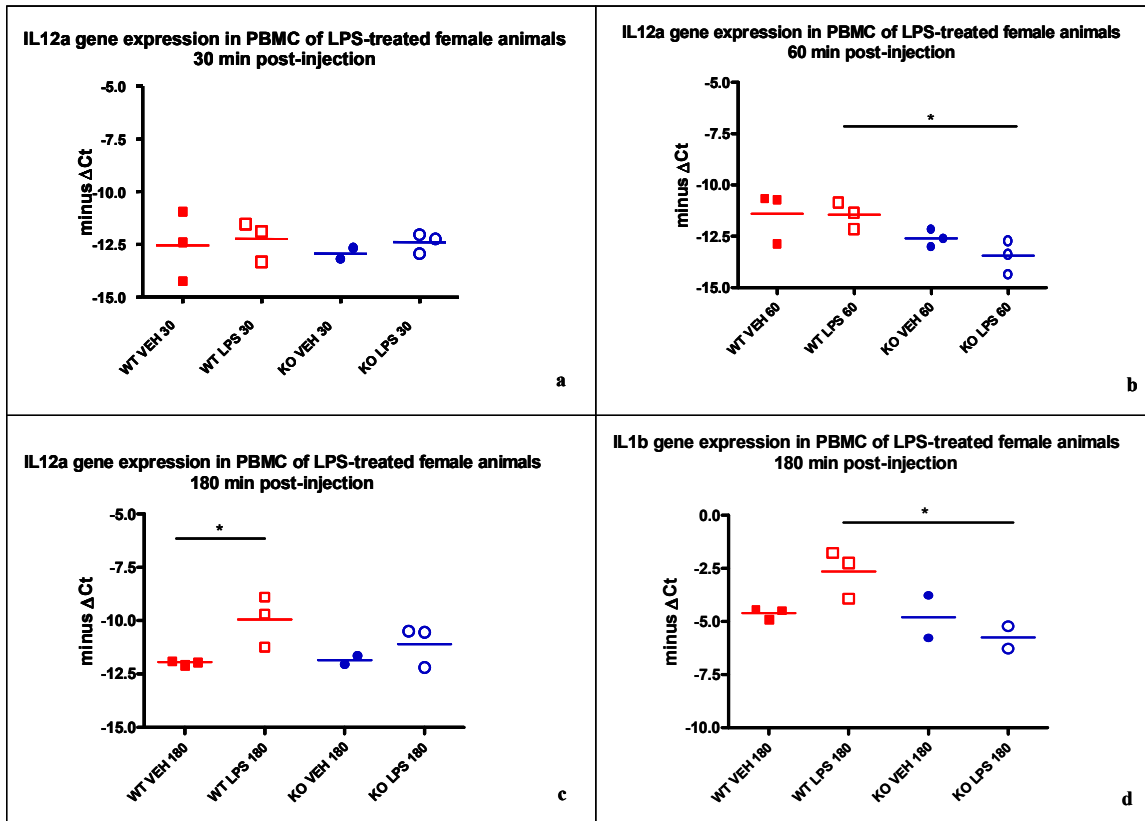 IL12a gene expression in PBMC of LPS-treated female animals
30 min post-injection
minus ΔCt
-5.0
-7.5
-10.0
-12.5
-15.0
WT VEH 30
WT LPS 30
KO VEH 30
KO LPS 30
a
IL12a gene expression in PBMC of LPS-treated female animals
60 min post-injection
minus ΔCt
-5.0
-7.5
-10.0
-12.5
-15.0
*
WT VEH 60
WT LPS 60
KO VEH 60
KO LPS 60
b
IL12a gene expression in PBMC of LPS-treated female animals
180 min post-injection
minus ΔCt
-5.0
-7.5
-10.0
-12.5
-15.0
*
WT VEH 180
WT LPS 180
KO VEH 180
KO LPS 180
c
IL1b gene expression in PBMC of LPS-treated female animals
180 min post-injection
minus ΔCt
0.0
-2.5
-5.0
-7.5
-10.0
*
WT VEH 180
WT LPS 180
KO VEH 180
KO LPS 180
d